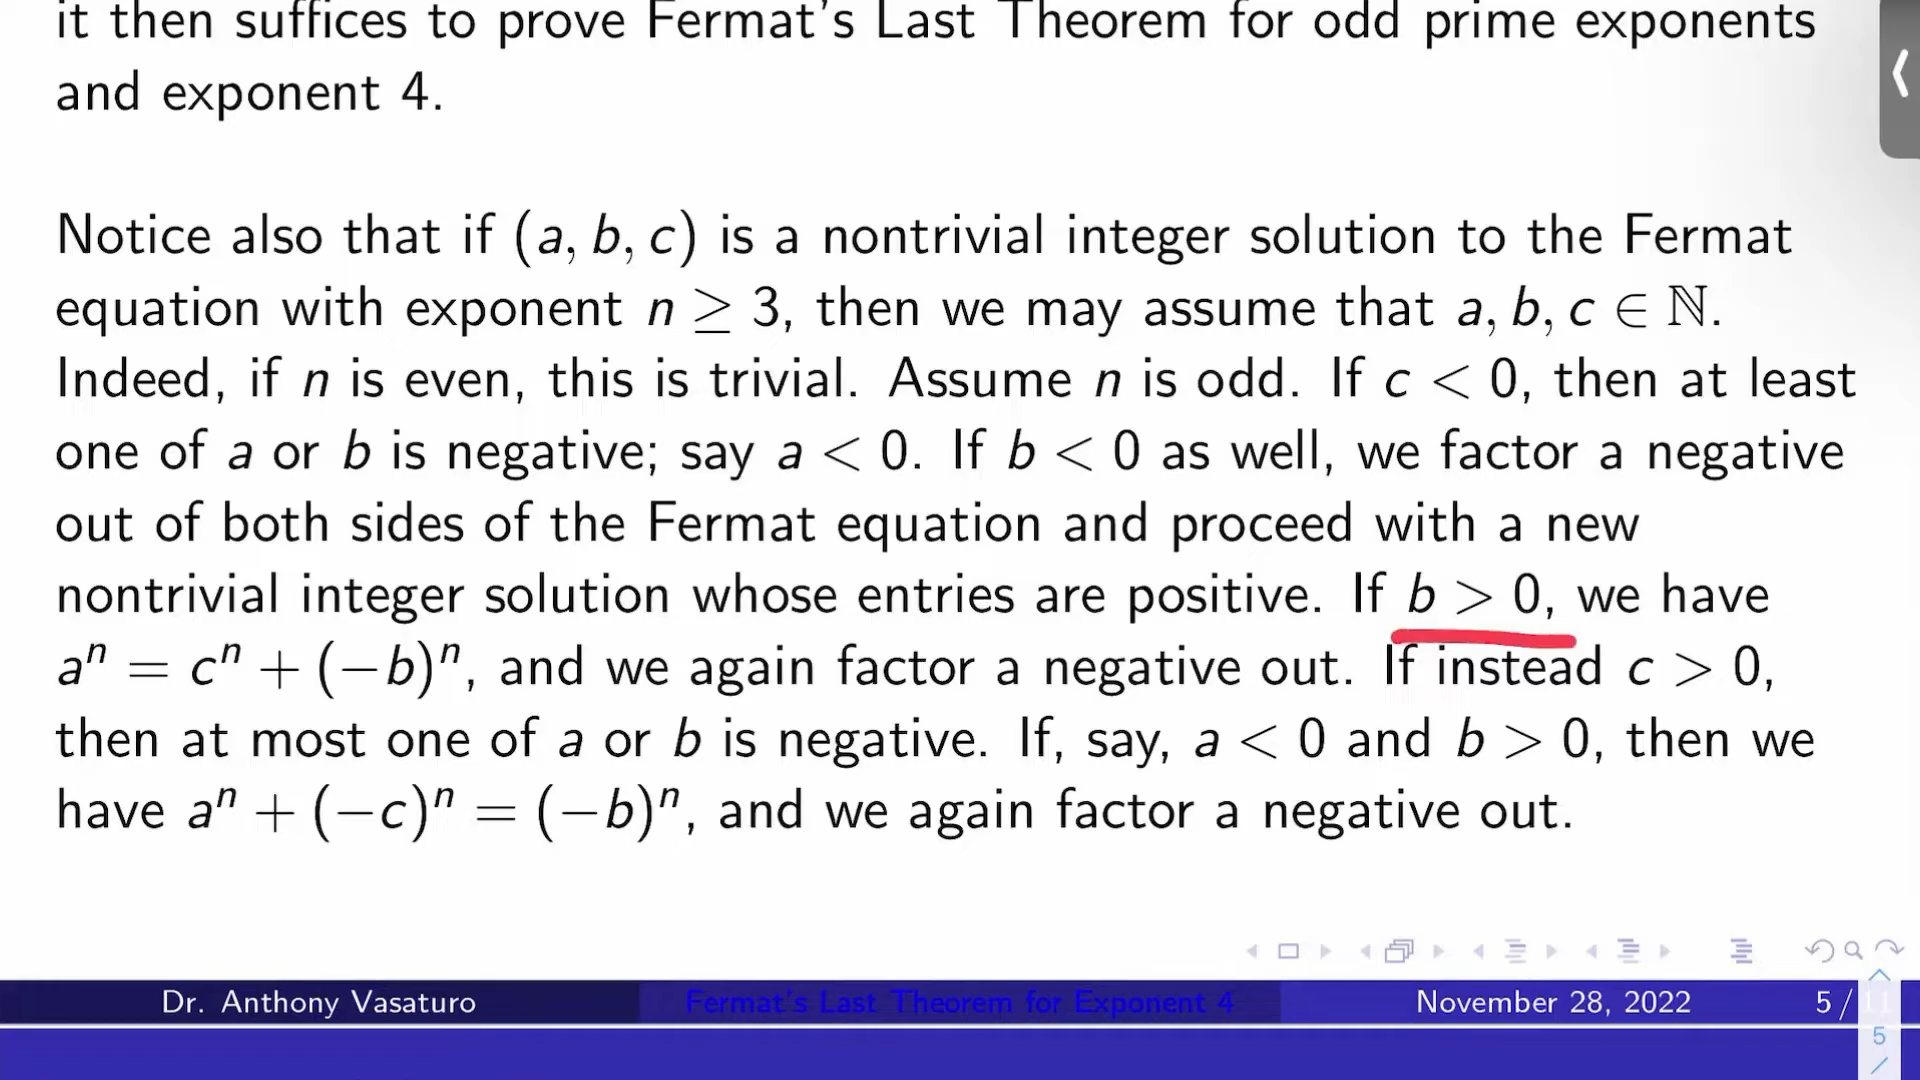 it then suffices to prove Fermat's Last Theorem for odd prime exponents
and exponent 4.
Notice also that if (a, b, c) is a nontrivial integer solution to the Fermat
equation with exponent n ≥ 3, then we may assume that a, b, c ∈ ℕ.
Indeed, if n is even, this is trivial. Assume n is odd. If c < 0, then at least
one of a or b is negative; say a < 0. If b < 0 as well, we factor a negative
out of both sides of the Fermat equation and proceed with a new
nontrivial integer solution whose entries are positive. If b > 0, we have
aⁿ = cⁿ + (−b)ⁿ, and we again factor a negative out. If instead c > 0,
then at most one of a or b is negative. If, say, a < 0 and b > 0, then we
have aⁿ + (−c)ⁿ = (−b)ⁿ, and we again factor a negative out.
Dr. Anthony Vasaturo Fermat's Last Theorem for Exponent 4 November 28, 2022 5 / 11
5
/